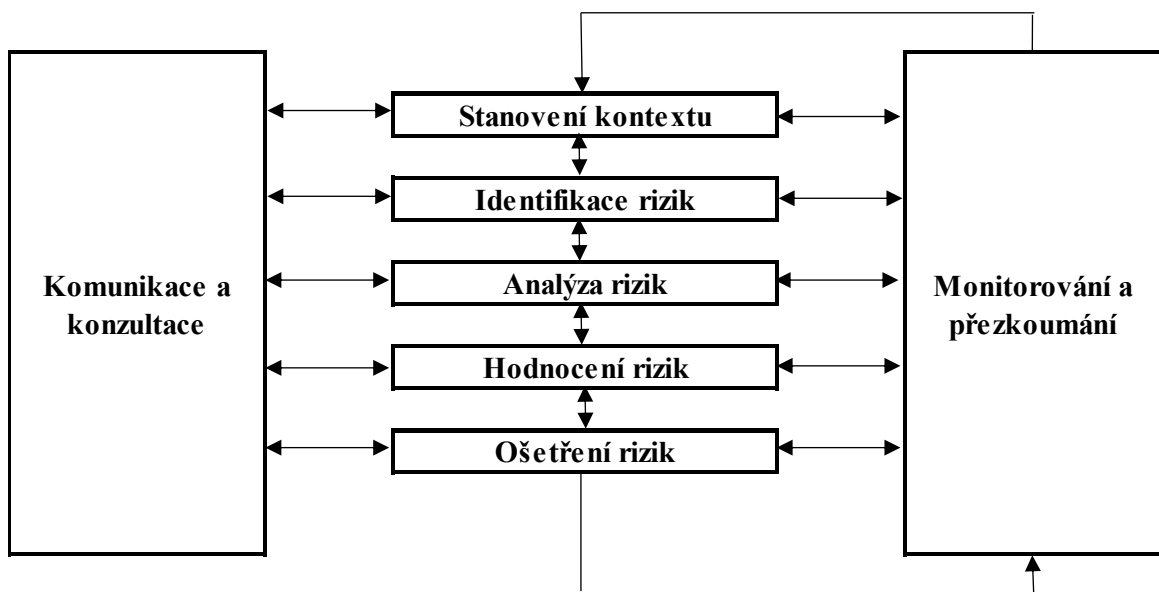 Stanovení kontextu
Identifikace rizik
Komunikace a
konzultace
Analýza rizik
Monitorování a
přezkoumání
Hodnocení rizik
Ošetření rizik